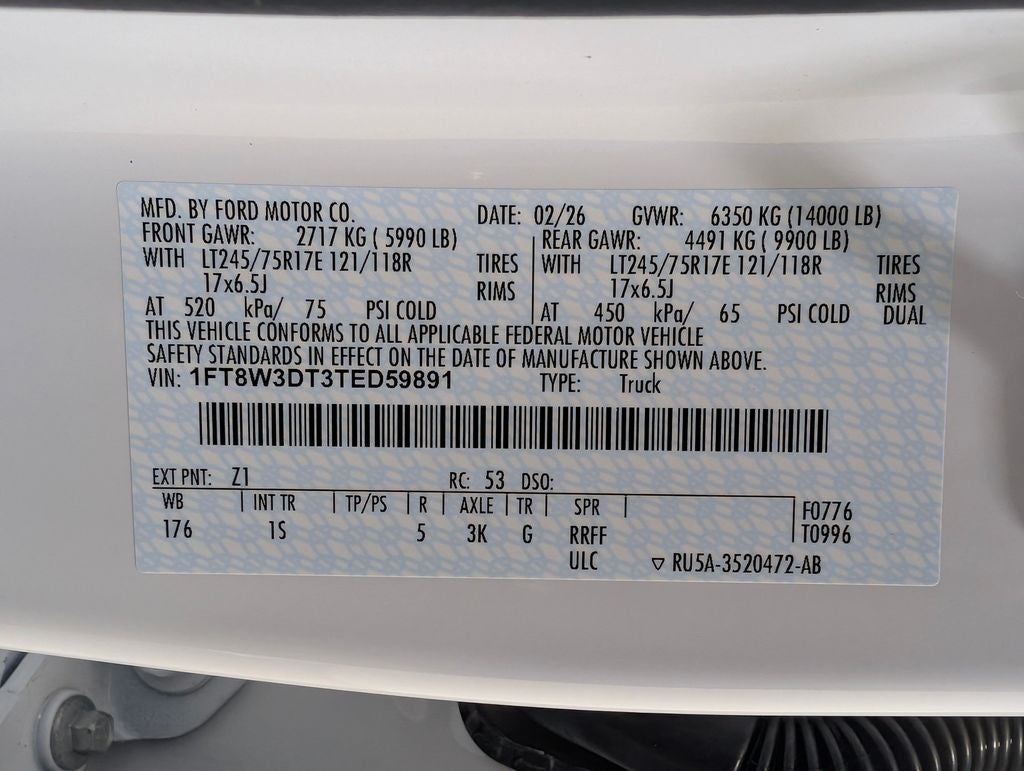 MFD. BY FORD MOTOR CO. DATE: 02/26 GVWR: 6350 KG (14000 LB)
FRONT GAWR: 2717 KG ( 5990 LB) REAR GAWR: 4491 KG ( 9900 LB)
WITH LT245/75R17E 121/118R TIRES WITH LT245/75R17E 121/118R TIRES
17x6.5J RIMS 17x6.5J RIMS
AT 520 kPa/ 75 PSI COLD AT 450 kPa/ 65 PSI COLD DUAL
THIS VEHICLE CONFORMS TO ALL APPLICABLE FEDERAL MOTOR VEHICLE
SAFETY STANDARDS IN EFFECT ON THE DATE OF MANUFACTURE SHOWN ABOVE.
VIN: 1FT8W3DT3TED59891 TYPE: Truck
EXT PNT: Z1 RC: 53 DSO:
WB INT TR TP/PS R AXLE TR SPR F0776
176 1S 5 3K G RRFF T0996
ULC ▽ RU5A-3520472-AB